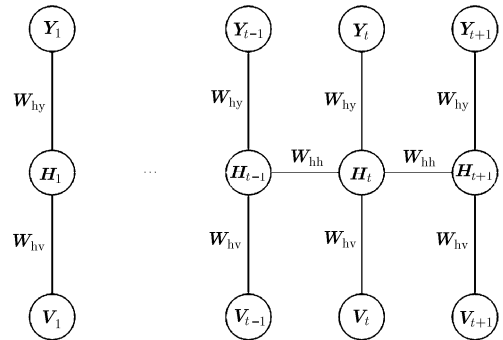 Y1 Yt−1 Yt Yt+1
Why Why Why Why
Whh Whh
H1 ... Ht−1 Ht Ht+1
Whv Whv Whv Whv
V1 Vt−1 Vt Vt+1